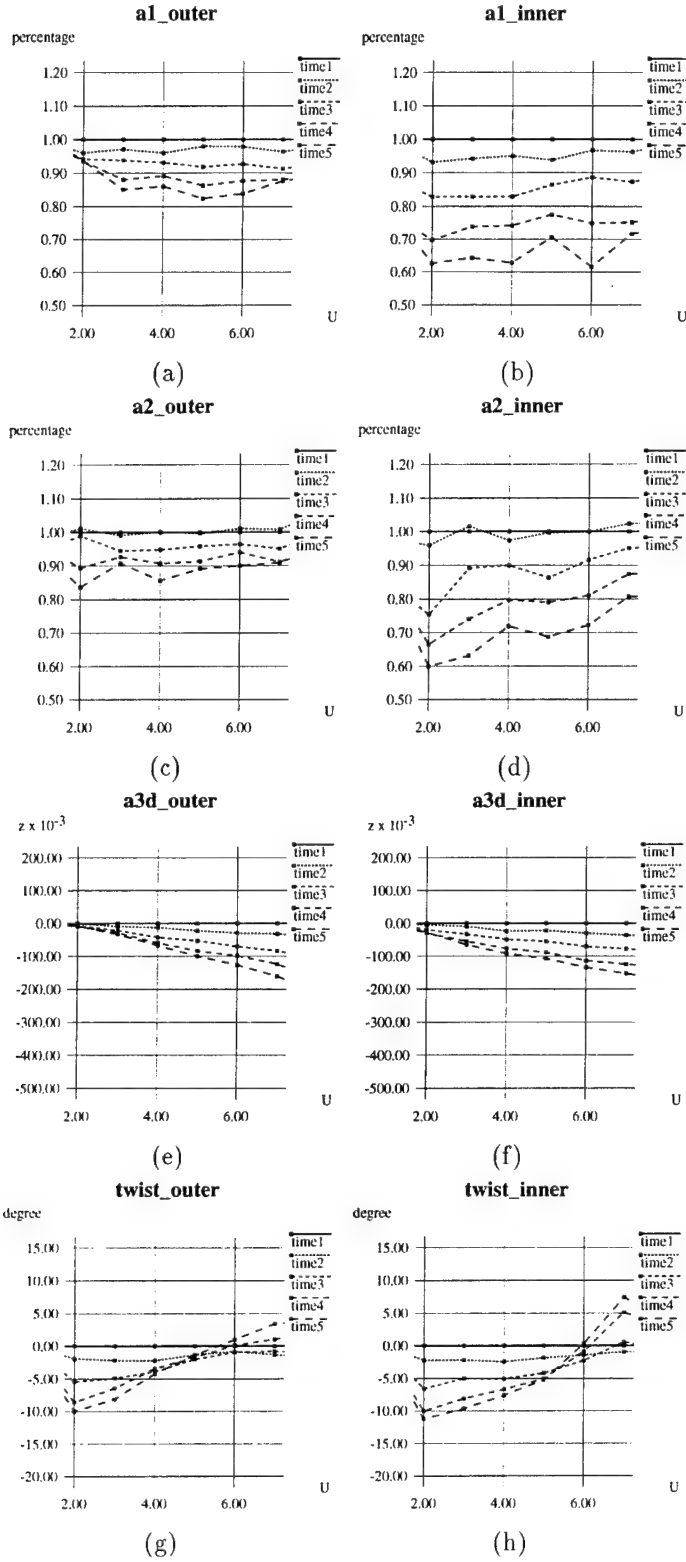 a1_outer
percentage
time1
time2
time3
time4
time5
1.20
1.10
1.00
0.90
0.80
0.70
0.60
0.50
U
2.00 4.00 6.00
(a)
a1_inner
percentage
time1
time2
time3
time4
time5
1.20
1.10
1.00
0.90
0.80
0.70
0.60
0.50
U
2.00 4.00 6.00
(b)
a2_outer
percentage
time1
time2
time3
time4
time5
1.20
1.10
1.00
0.90
0.80
0.70
0.60
0.50
U
2.00 4.00 6.00
(c)
a2_inner
percentage
time1
time2
time3
time4
time5
1.20
1.10
1.00
0.90
0.80
0.70
0.60
0.50
U
2.00 4.00 6.00
(d)
a3d_outer
z x 10⁻³
time1
time2
time3
time4
time5
200.00
100.00
0.00
-100.00
-200.00
-300.00
-400.00
-500.00
U
2.00 4.00 6.00
(e)
a3d_inner
z x 10⁻³
time1
time2
time3
time4
time5
200.00
100.00
0.00
-100.00
-200.00
-300.00
-400.00
-500.00
U
2.00 4.00 6.00
(f)
twist_outer
degree
time1
time2
time3
time4
time5
15.00
10.00
5.00
0.00
-5.00
-10.00
-15.00
-20.00
U
2.00 4.00 6.00
(g)
twist_inner
degree
time1
time2
time3
time4
time5
15.00
10.00
5.00
0.00
-5.00
-10.00
-15.00
-20.00
U
2.00 4.00 6.00
(h)